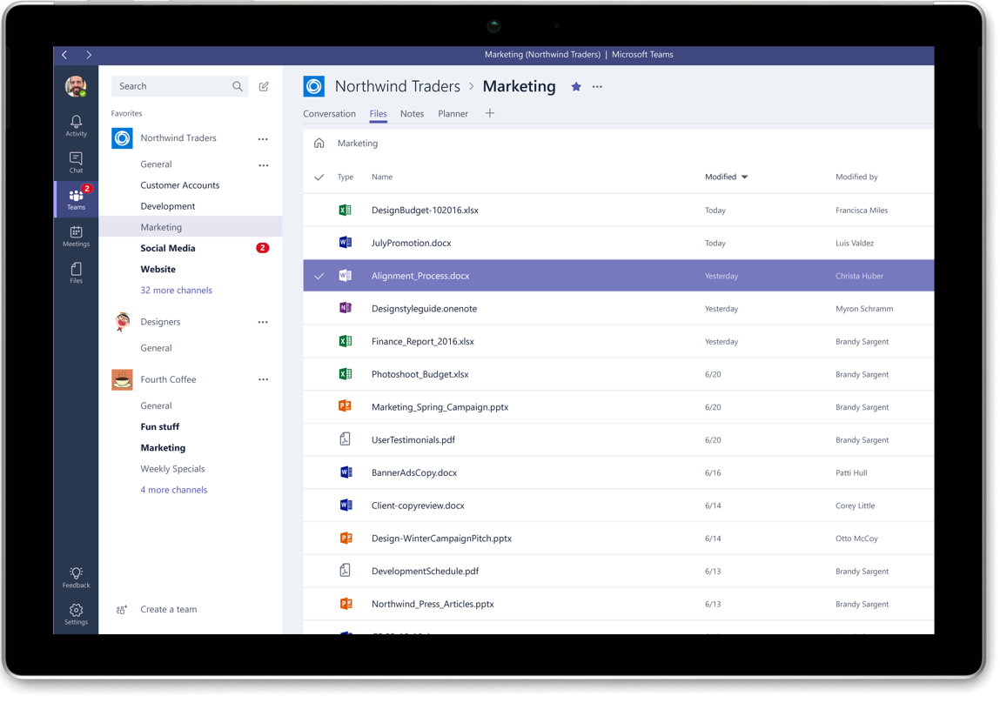 Marketing (Northwind Traders) | Microsoft Teams
Activity
Chat
2
Teams
Meetings
Files
Feedback
Settings
Search
Favorites
Northwind Traders
General
Customer Accounts
Development
Marketing
Social Media 2
Website
32 more channels
Designers
General
Fourth Coffee
General
Fun stuff
Marketing
Weekly Specials
4 more channels
Create a team
Northwind Traders > Marketing
Conversation Files Notes Planner
Marketing
Type Name Modified Modified by
DesignBudget-102016.xlsx Today Francisca Miles
JulyPromotion.docx Today Luis Valdez
Alignment_Process.docx Yesterday Christa Huber
Designstyleguide.onenote Yesterday Myron Schramm
Finance_Report_2016.xlsx Yesterday Brandy Sargent
Photoshoot_Budget.xlsx 6/20 Brandy Sargent
Marketing_Spring_Campaign.pptx 6/20 Brandy Sargent
UserTestimonials.pdf 6/20 Brandy Sargent
BannerAdsCopy.docx 6/16 Patti Hull
Client-copyreview.docx 6/14 Corey Little
Design-WinterCampaignPitch.pptx 6/14 Otto McCoy
DevelopmentSchedule.pdf 6/13 Brandy Sargent
Northwind_Press_Articles.pptx 6/13 Brandy Sargent